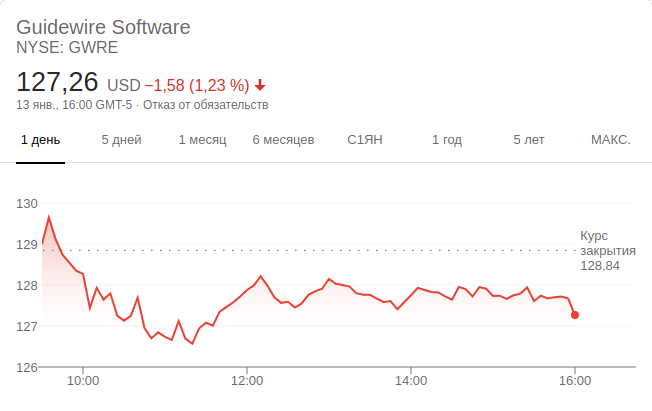 Guidewire Software
NYSE: GWRE
127,26 USD −1,58 (1,23 %)
13 янв., 16:00 GMT-5 · Отказ от обязательств
1 день 5 дней 1 месяц 6 месяцев С1ЯН 1 год 5 лет МАКС.
130
129
128
127
126
Курс
закрытия
128,84
10:00 12:00 14:00 16:00